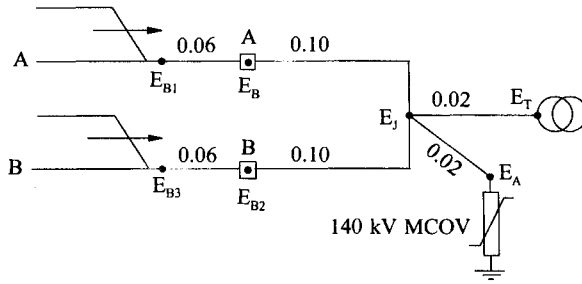 A 0.06 A 0.10
E_B1 E_B
E_J 0.02 E_T
B 0.06 B 0.10
0.02
E_B3 E_B2
E_A
140 kV MCOV